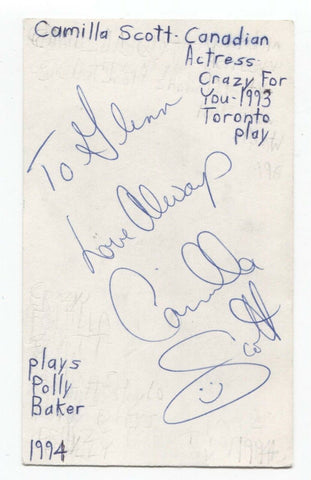 Camilla Scott - Canadian
Actress
Crazy For
You - 1993
Toronto
play
To Glenn
Love Always
Camilla
Scott
plays
Polly
Baker
1994